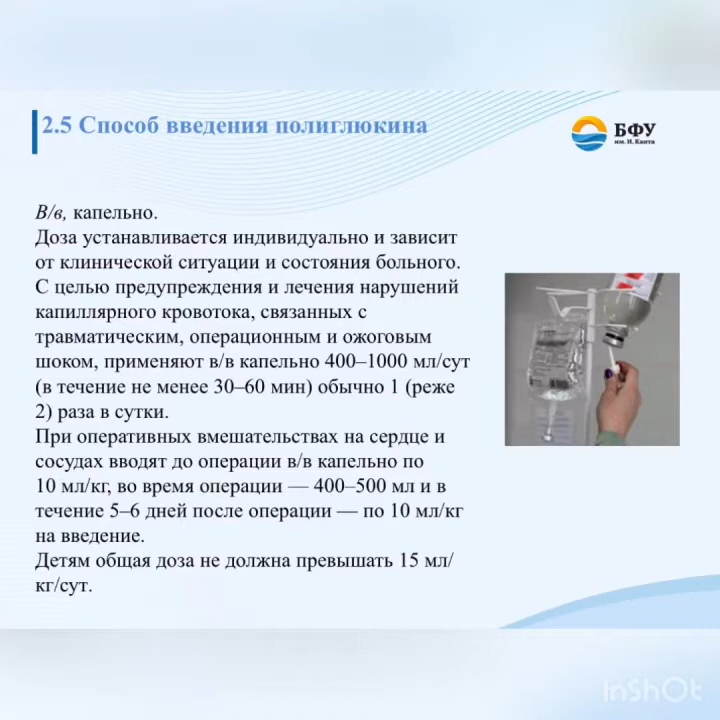 2.5 Способ введения полиглюкина
БФУ
им. И. Канта
В/в, капельно.
Доза устанавливается индивидуально и зависит
от клинической ситуации и состояния больного.
С целью предупреждения и лечения нарушений
капиллярного кровотока, связанных с
травматическим, операционным и ожоговым
шоком, применяют в/в капельно 400–1000 мл/сут
(в течение не менее 30–60 мин) обычно 1 (реже
2) раза в сутки.
При оперативных вмешательствах на сердце и
сосудах вводят до операции в/в капельно по
10 мл/кг, во время операции — 400–500 мл и в
течение 5–6 дней после операции — по 10 мл/кг
на введение.
Детям общая доза не должна превышать 15 мл/
кг/сут.
InShOt